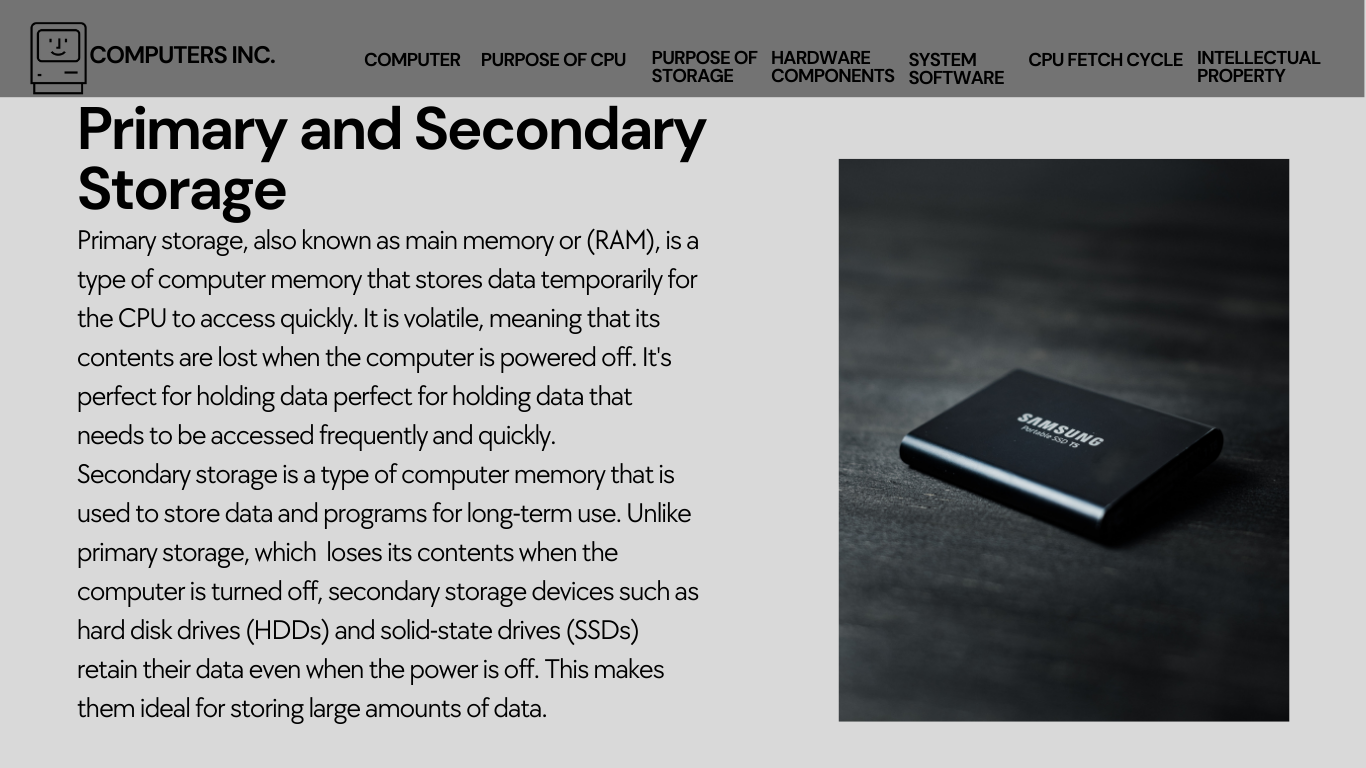 COMPUTERS INC.
COMPUTER
PURPOSE OF CPU
PURPOSE OF
STORAGE
HARDWARE
COMPONENTS
SYSTEM
SOFTWARE
CPU FETCH CYCLE
INTELLECTUAL
PROPERTY
Primary and Secondary
Storage
Primary storage, also known as main memory or (RAM), is a
type of computer memory that stores data temporarily for
the CPU to access quickly. It is volatile, meaning that its
contents are lost when the computer is powered off. It's
perfect for holding data perfect for holding data that
needs to be accessed frequently and quickly.
Secondary storage is a type of computer memory that is
used to store data and programs for long-term use. Unlike
primary storage, which  loses its contents when the
computer is turned off, secondary storage devices such as
hard disk drives (HDDs) and solid-state drives (SSDs)
retain their data even when the power is off. This makes
them ideal for storing large amounts of data.
SAMSUNG
Portable SSD T5